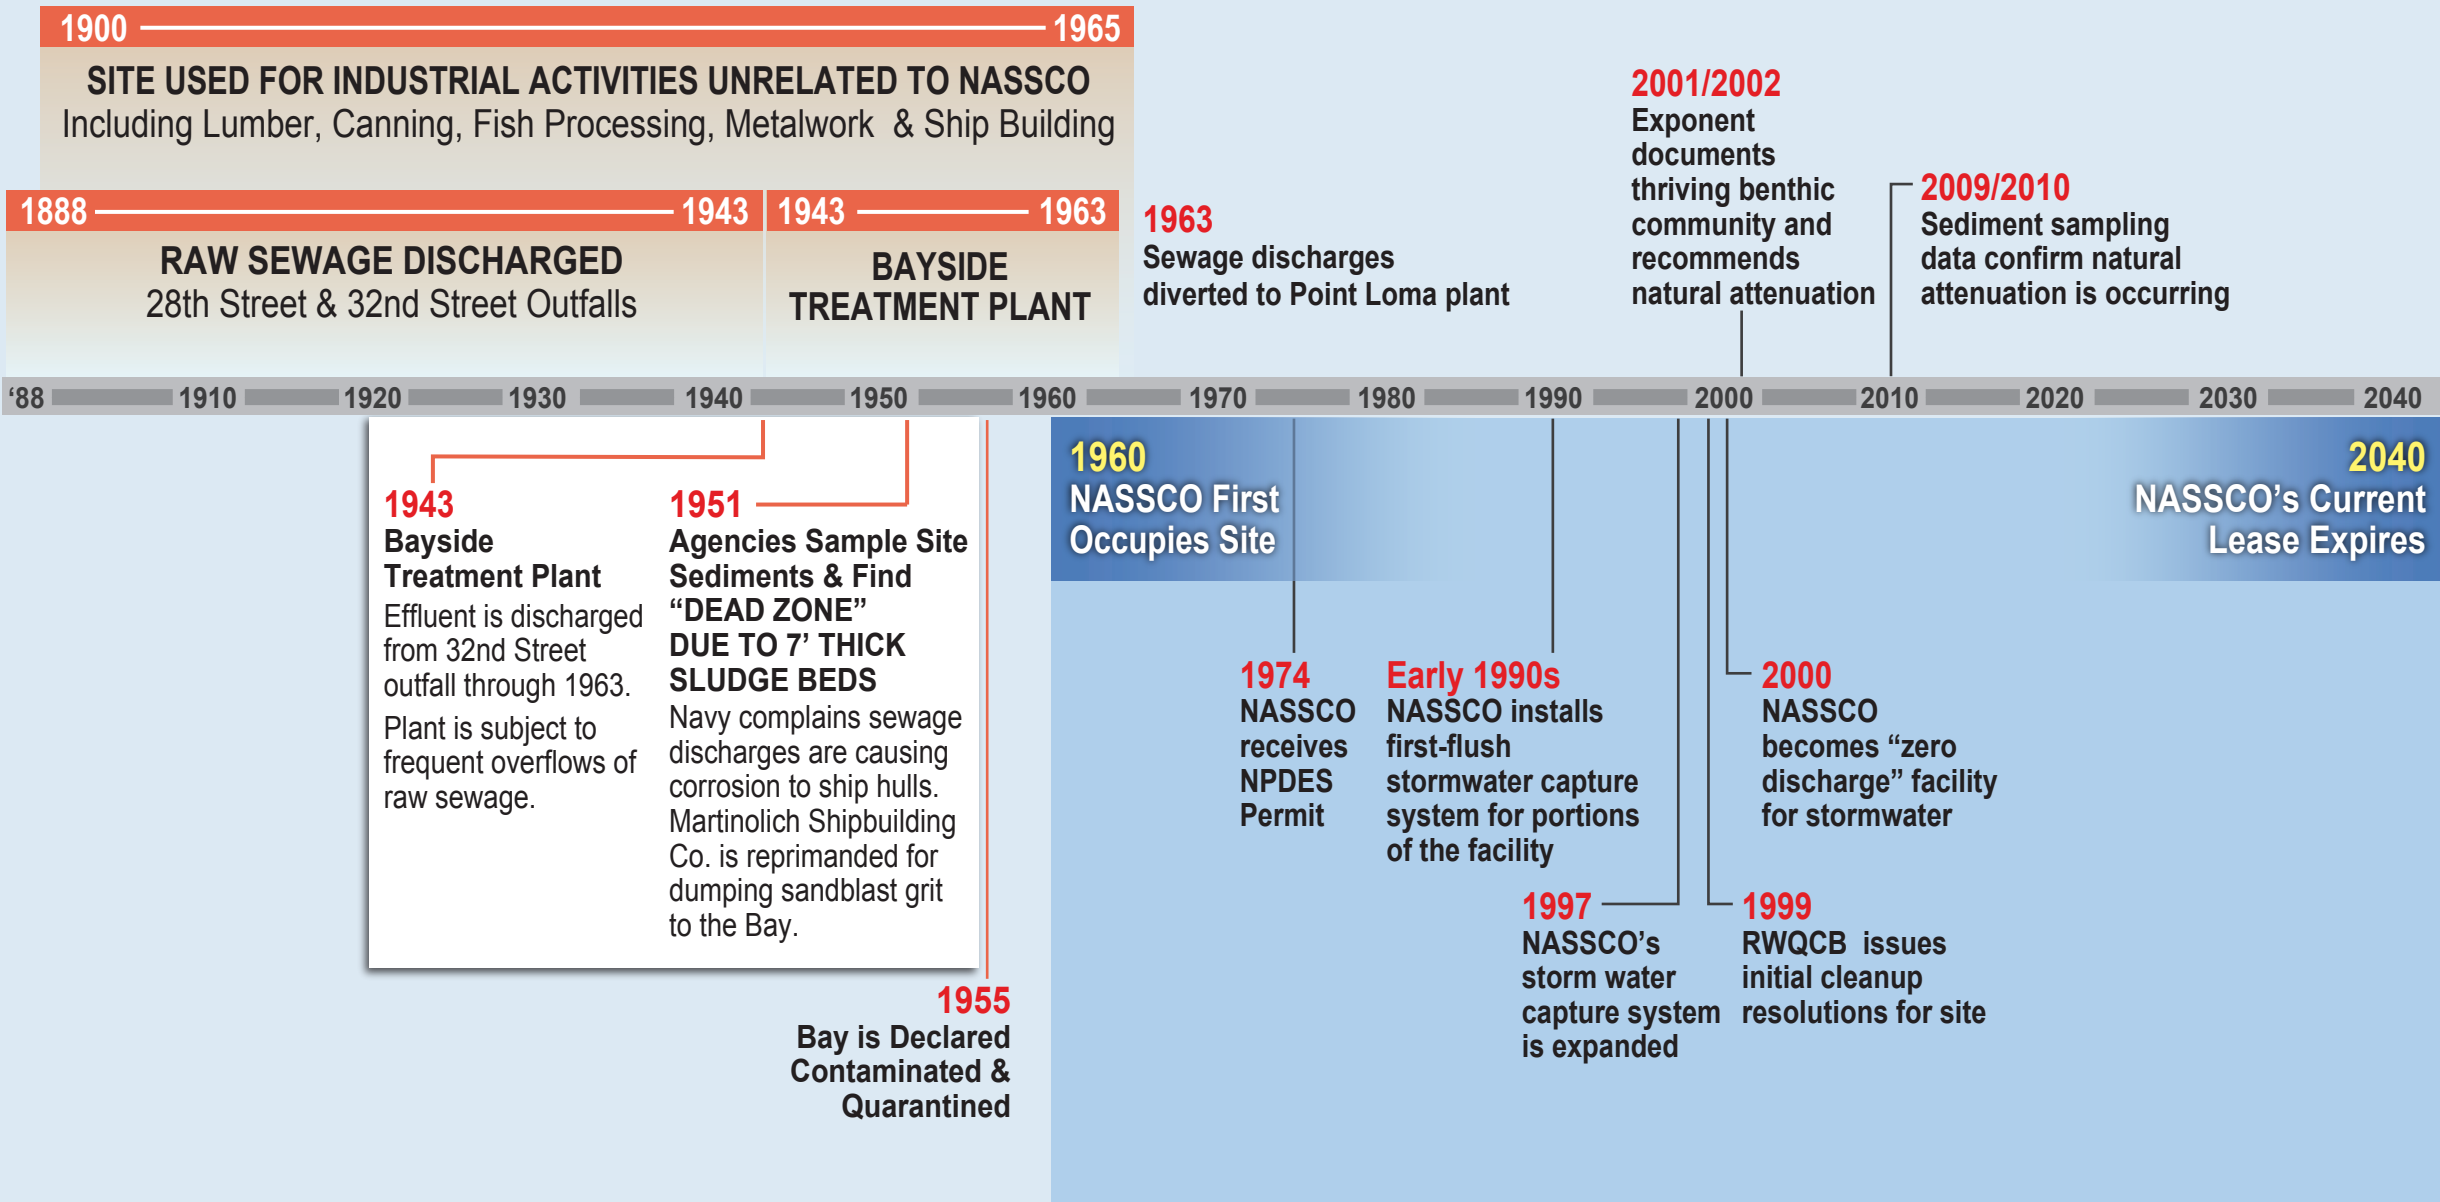 1900 1965
SITE USED FOR INDUSTRIAL ACTIVITIES UNRELATED TO NASSCO
Including Lumber, Canning, Fish Processing, Metalwork & Ship Building
1888 1943
RAW SEWAGE DISCHARGED
28th Street & 32nd Street Outfalls
1943 1963
BAYSIDE
TREATMENT PLANT
1963
Sewage discharges
diverted to Point Loma plant
2001/2002
Exponent
documents
thriving benthic
community and
recommends
natural attenuation
2009/2010
Sediment sampling
data confirm natural
attenuation is occurring
‘88 1910 1920 1930 1940 1950 1960 1970 1980 1990 2000 2010 2020 2030 2040
1943
Bayside
Treatment Plant
Effluent is discharged
from 32nd Street
outfall through 1963.
Plant is subject to
frequent overflows of
raw sewage.
1951
Agencies Sample Site
Sediments & Find
“DEAD ZONE”
DUE TO 7’ THICK
SLUDGE BEDS
Navy complains sewage
discharges are causing
corrosion to ship hulls.
Martinolich Shipbuilding
Co. is reprimanded for
dumping sandblast grit
to the Bay.
1955
Bay is Declared
Contaminated &
Quarantined
1960
NASSCO First
Occupies Site
2040
NASSCO’s Current
Lease Expires
1974
NASSCO
receives
NPDES
Permit
Early 1990s
NASSCO installs
first-flush
stormwater capture
system for portions
of the facility
1997
NASSCO’s
storm water
capture system
is expanded
1999
RWQCB issues
initial cleanup
resolutions for site
2000
NASSCO
becomes “zero
discharge” facility
for stormwater